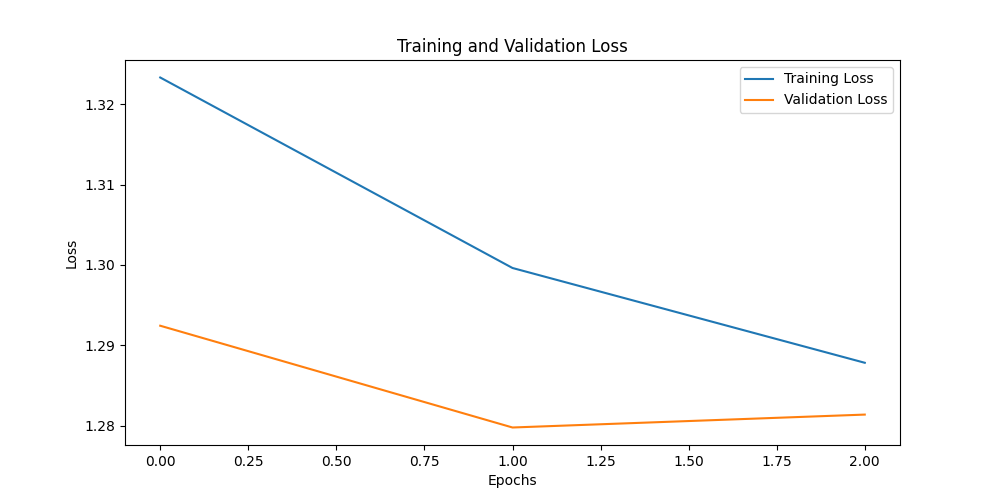 Training and Validation Loss
Training Loss
Validation Loss
1.32
1.31
1.30
1.29
1.28
Loss
0.00 0.25 0.50 0.75 1.00 1.25 1.50 1.75 2.00
Epochs